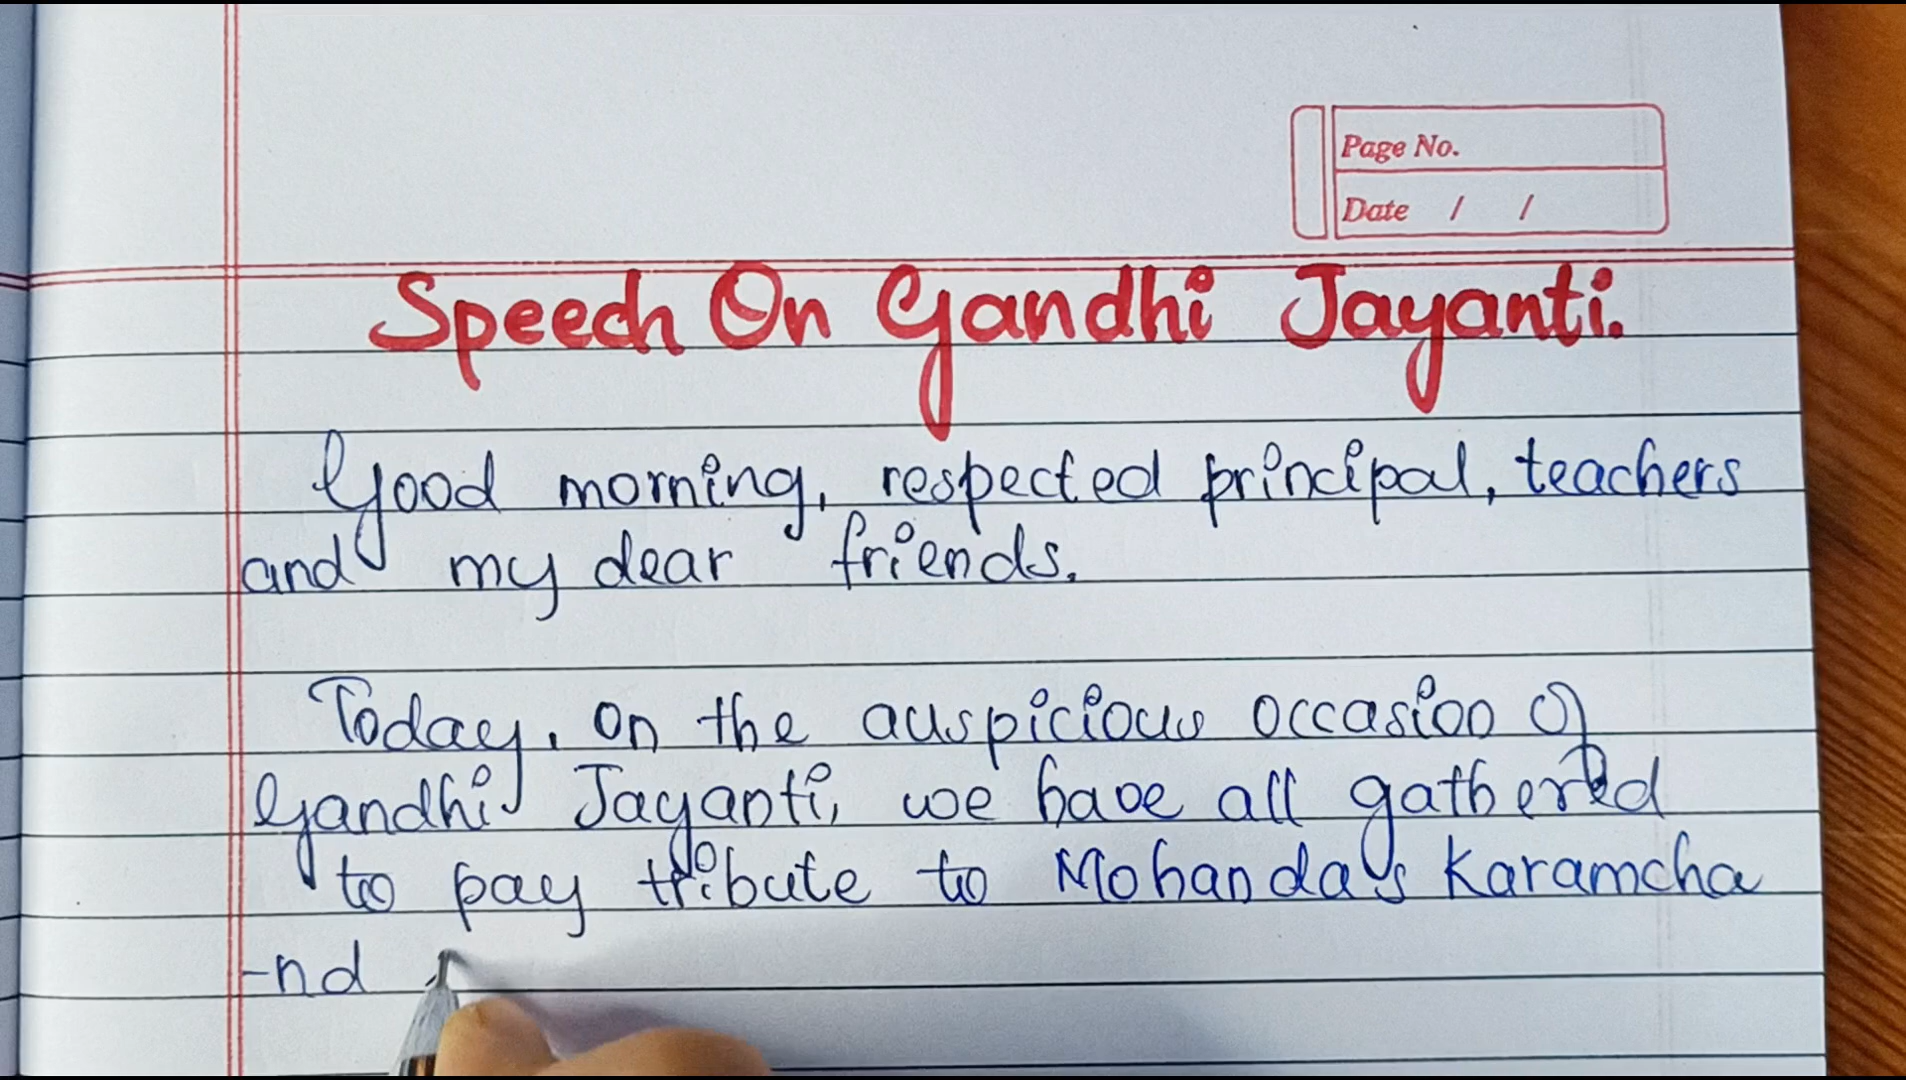 Page No.
Date / /
Speech On Gandhi Jayanti.
Good morning, respected principal, teachers
and my dear friends.
Today, on the auspicious occasion of
Gandhi Jayanti, we have all gathered
to pay tribute to Mohandas Karamcha
-nd